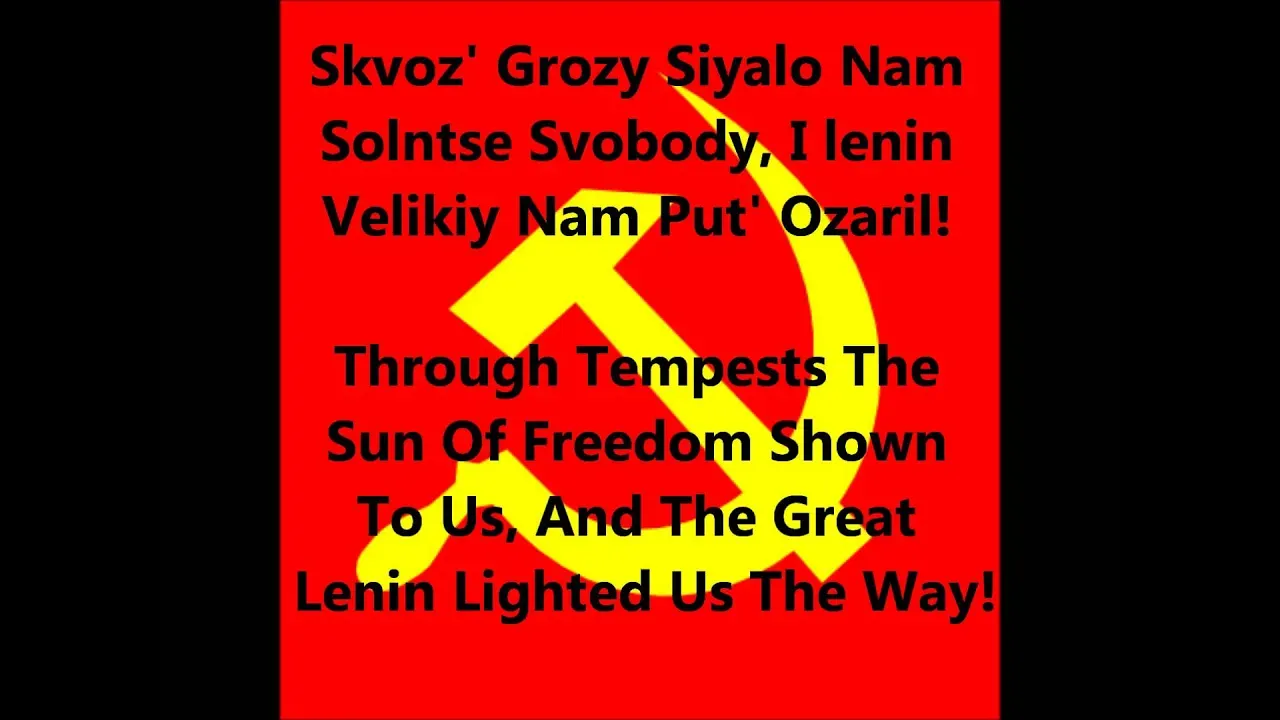 Skvoz' Grozy Siyalo Nam
Solntse Svobody, I lenin
Velikiy Nam Put' Ozaril!
Through Tempests The
Sun Of Freedom Shown
To Us, And The Great
Lenin Lighted Us The Way!